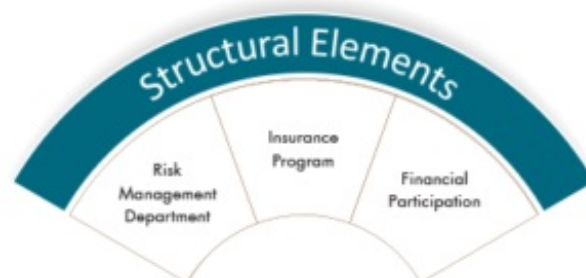 Structural Elements
Risk
Management
Department
Insurance
Program
Financial
Participation